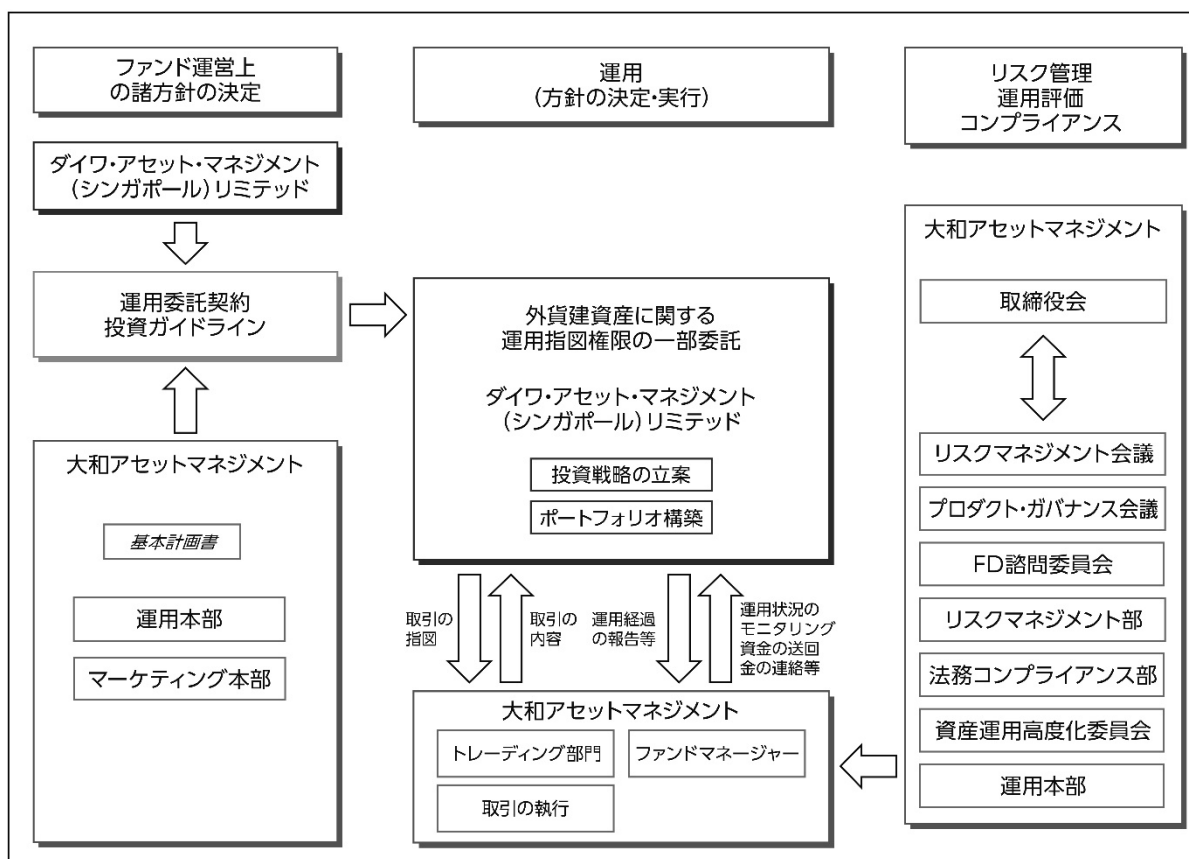 ファンド運営上
の諸方針の決定
運用
(方針の決定・実行)
リスク管理
運用評価
コンプライアンス
ダイワ・アセット・マネジメント
(シンガポール)リミテッド
運用委託契約
投資ガイドライン
大和アセットマネジメント
基本計画書
運用本部
マーケティング本部
外貨建資産に関する
運用指図権限の一部委託
ダイワ・アセット・マネジメント
(シンガポール)リミテッド
投資戦略の立案
ポートフォリオ構築
取引の
指図
取引の
内容
運用経過
の報告等
運用状況の
モニタリング
資金の送回
金の連絡等
大和アセットマネジメント
トレーディング部門
ファンドマネージャー
取引の執行
大和アセットマネジメント
取締役会
リスクマネジメント会議
プロダクト・ガバナンス会議
FD諮問委員会
リスクマネジメント部
法務コンプライアンス部
資産運用高度化委員会
運用本部